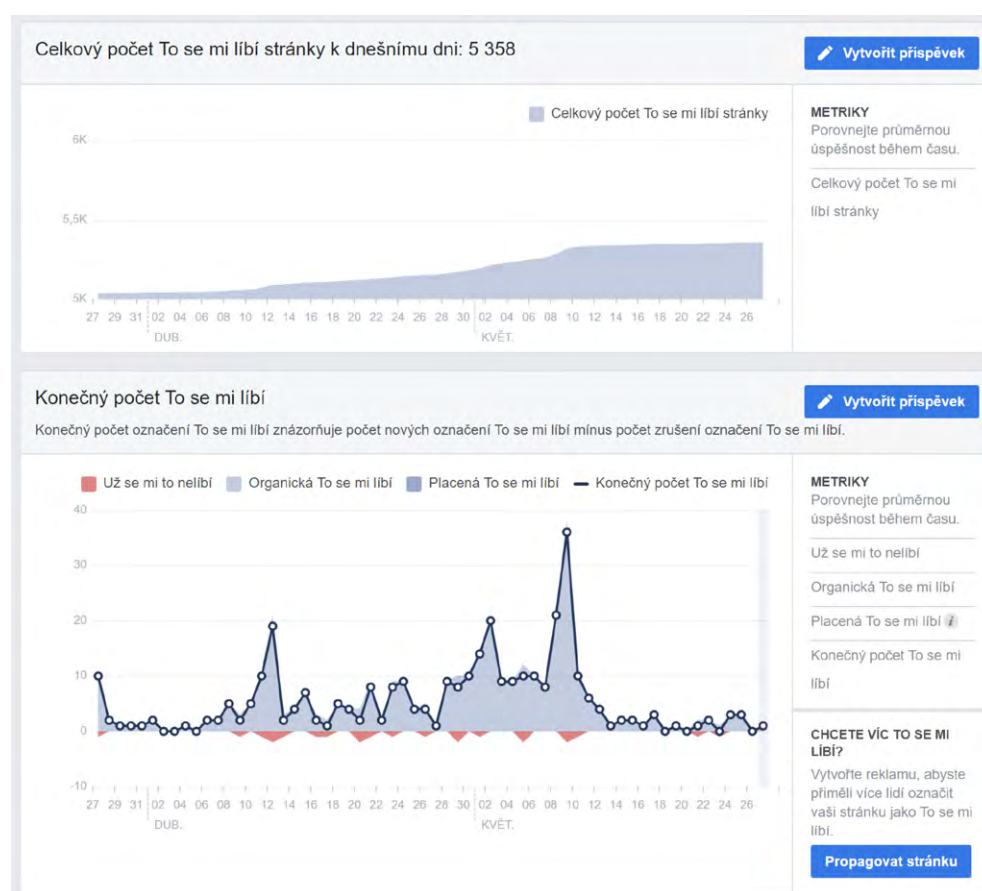 Celkový počet To se mi líbí stránky k dnešnímu dni: 5 358
Vytvořit příspěvek
Celkový počet To se mi líbí stránky
6K
5,5K
5K
27 29 31 02 04 06 08 10 12 14 16 18 20 22 24 26 28 30 02 04 06 08 10 12 14 16 18 20 22 24 26
DUB. KVĚT.
METRIKY
Porovnejte průměrnou
úspěšnost během času.
Celkový počet To se mi
líbí stránky
Konečný počet To se mi líbí
Vytvořit příspěvek
Konečný počet označení To se mi líbí znázorňuje počet nových označení To se mi líbí mínus počet zrušení označení To se mi líbí.
Už se mi to nelíbí Organická To se mi líbí Placená To se mi líbí Konečný počet To se mi líbí
40
30
20
10
0
-10
27 29 31 02 04 06 08 10 12 14 16 18 20 22 24 26 28 30 02 04 06 08 10 12 14 16 18 20 22 24 26
DUB. KVĚT.
METRIKY
Porovnejte průměrnou
úspěšnost během času.
Už se mi to nelíbí
Organická To se mi líbí
Placená To se mi líbí i
Konečný počet To se mi
líbí
CHCETE VÍC TO SE MI
LÍBÍ?
Vytvořte reklamu, abyste
přiměli více lidí označit
vaši stránku jako To se mi
líbí.
Propagovat stránku